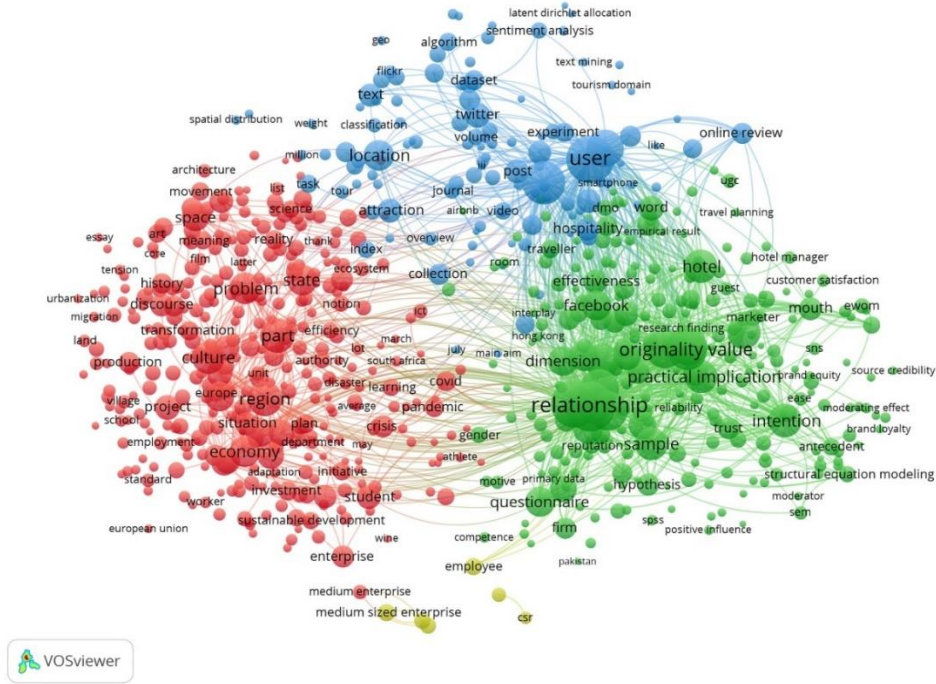 latent dirichlet allocation
sentiment analysis
geo
algorithm
text mining
flickr
dataset
tourism domain
text
twitter
spatial distribution
weight
classification
volume
experiment
like
online review
million
location
iii
post
user
architecture
list
task
tour
journal
smartphone
ugc
movement
science
attraction
airbnb
video
dmo
word
travel planning
space
essay
art
meaning
reality
thank
index
overview
hospitality
empirical result
core
film
latter
traveller
hotel manager
tension
history
problem
state
ecosystem
collection
room
effectiveness
hotel
guest
customer satisfaction
urbanization
discourse
notion
ict
facebook
marketer
mouth
ewom
migration
transformation
part
efficiency
march
interplay
hong kong
research finding
land
lot
july
main aim
originality value
sns
production
culture
unit
authority
south africa
dimension
practical implication
brand equity
source credibility
europe
disaster
learning
covid
village
project
region
average
pandemic
relationship
reliability
ease
moderating effect
school
situation
plan
crisis
trust
intention
brand loyalty
employment
department
may
gender
reputation
sample
antecedent
economy
athlete
standard
adaptation
initiative
motive
primary data
hypothesis
structural equation modeling
worker
investment
student
questionnaire
moderator
european union
sustainable development
firm
spss
positive influence
sem
wine
competence
enterprise
pakistan
employee
medium enterprise
medium sized enterprise
csr
VOSviewer